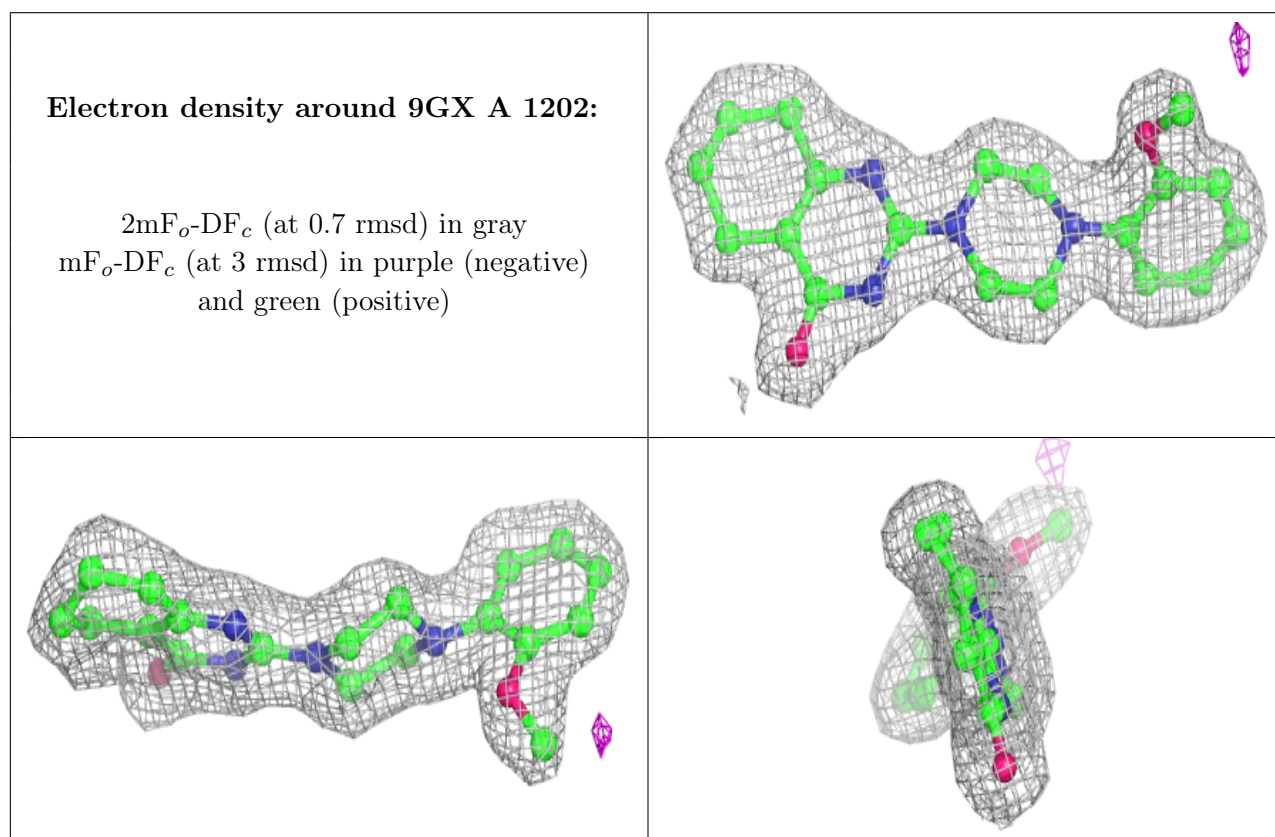 Electron density around 9GX A 1202:
2mFo-DFc (at 0.7 rmsd) in gray
mFo-DFc (at 3 rmsd) in purple (negative)
and green (positive)